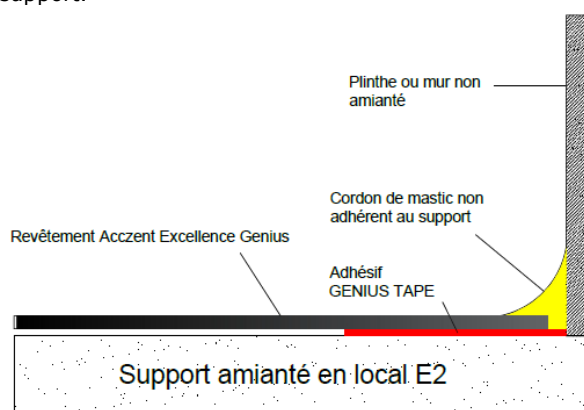 support.
Plinthe ou mur non
amianté
Cordon de mastic non
adhérent au support
Revêtement Acczent Excellence Genius
Adhésif
GENIUS TAPE
Support amianté en local E2